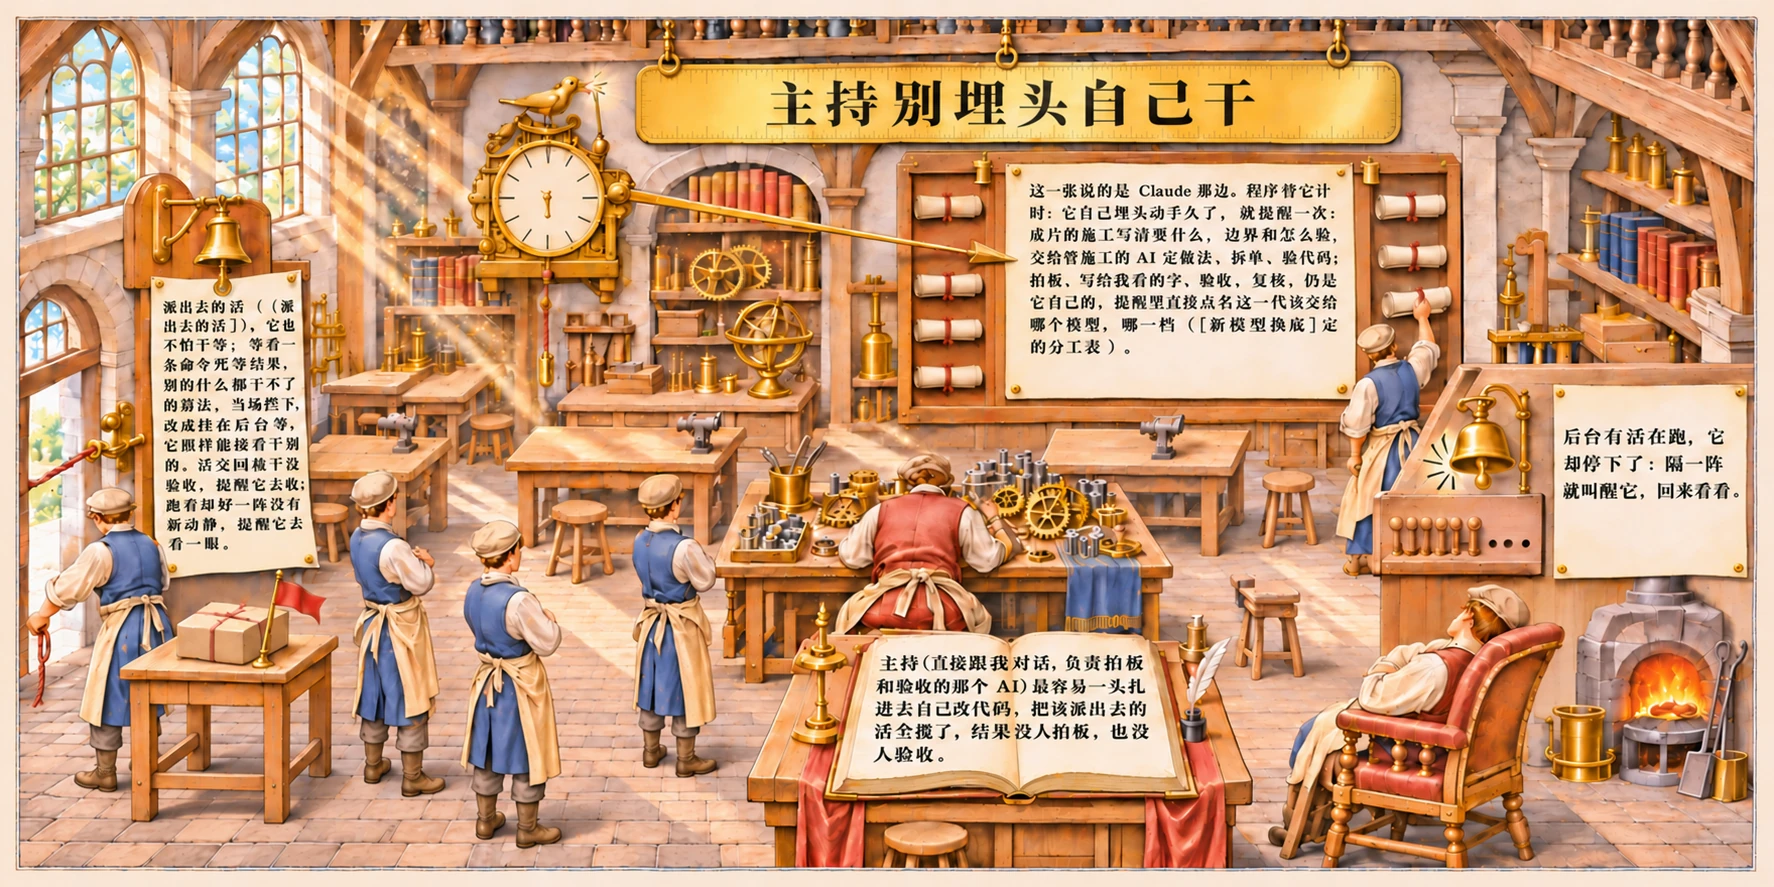 主持别埋头自己干
这一张说的是 Claude 那边。程序替它计
时：它自己埋头动手久了，就提醒一次：
成片的施工写清要什么，边界和怎么验，
交给管施工的 AI 定做法、拆单、验代码；
拍板、写给我看的字、验收，复核，仍是
它自己的，提醒里直接点名这一代该交给
哪个模型，哪一档（[新模型换底]定
的分工表）。
派出去的活（（派
出去的活]），它也
不怕干等；等看一
条命令死等结果，
别的什么都干不了
的 法，当场 下，
改成挂在后台等，
它照样能接着干别
的。活交回 干没
验收，提醒它去收；
跑着却好一阵没有
新动静，提醒它去
看一眼。
后台有活在跑，它
却停下了：隔一阵
就叫醒它，回来看看。
主持(直接跟我对话，负责拍板
和验收的那个 AI)最容易一头扎
进去自己改代码，把该派出去的
活全揽了，结果没人拍板，也没
人验收。